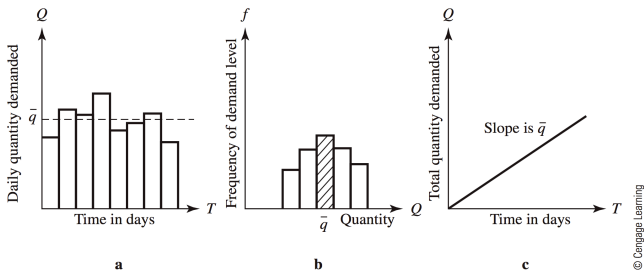 Q
Daily quantity demanded
q̄
T
Time in days
a
f
Frequency of demand level
Q
q̄
Quantity
b
Q
Total quantity demanded
Slope is q̄
T
Time in days
c
© Cengage Learning